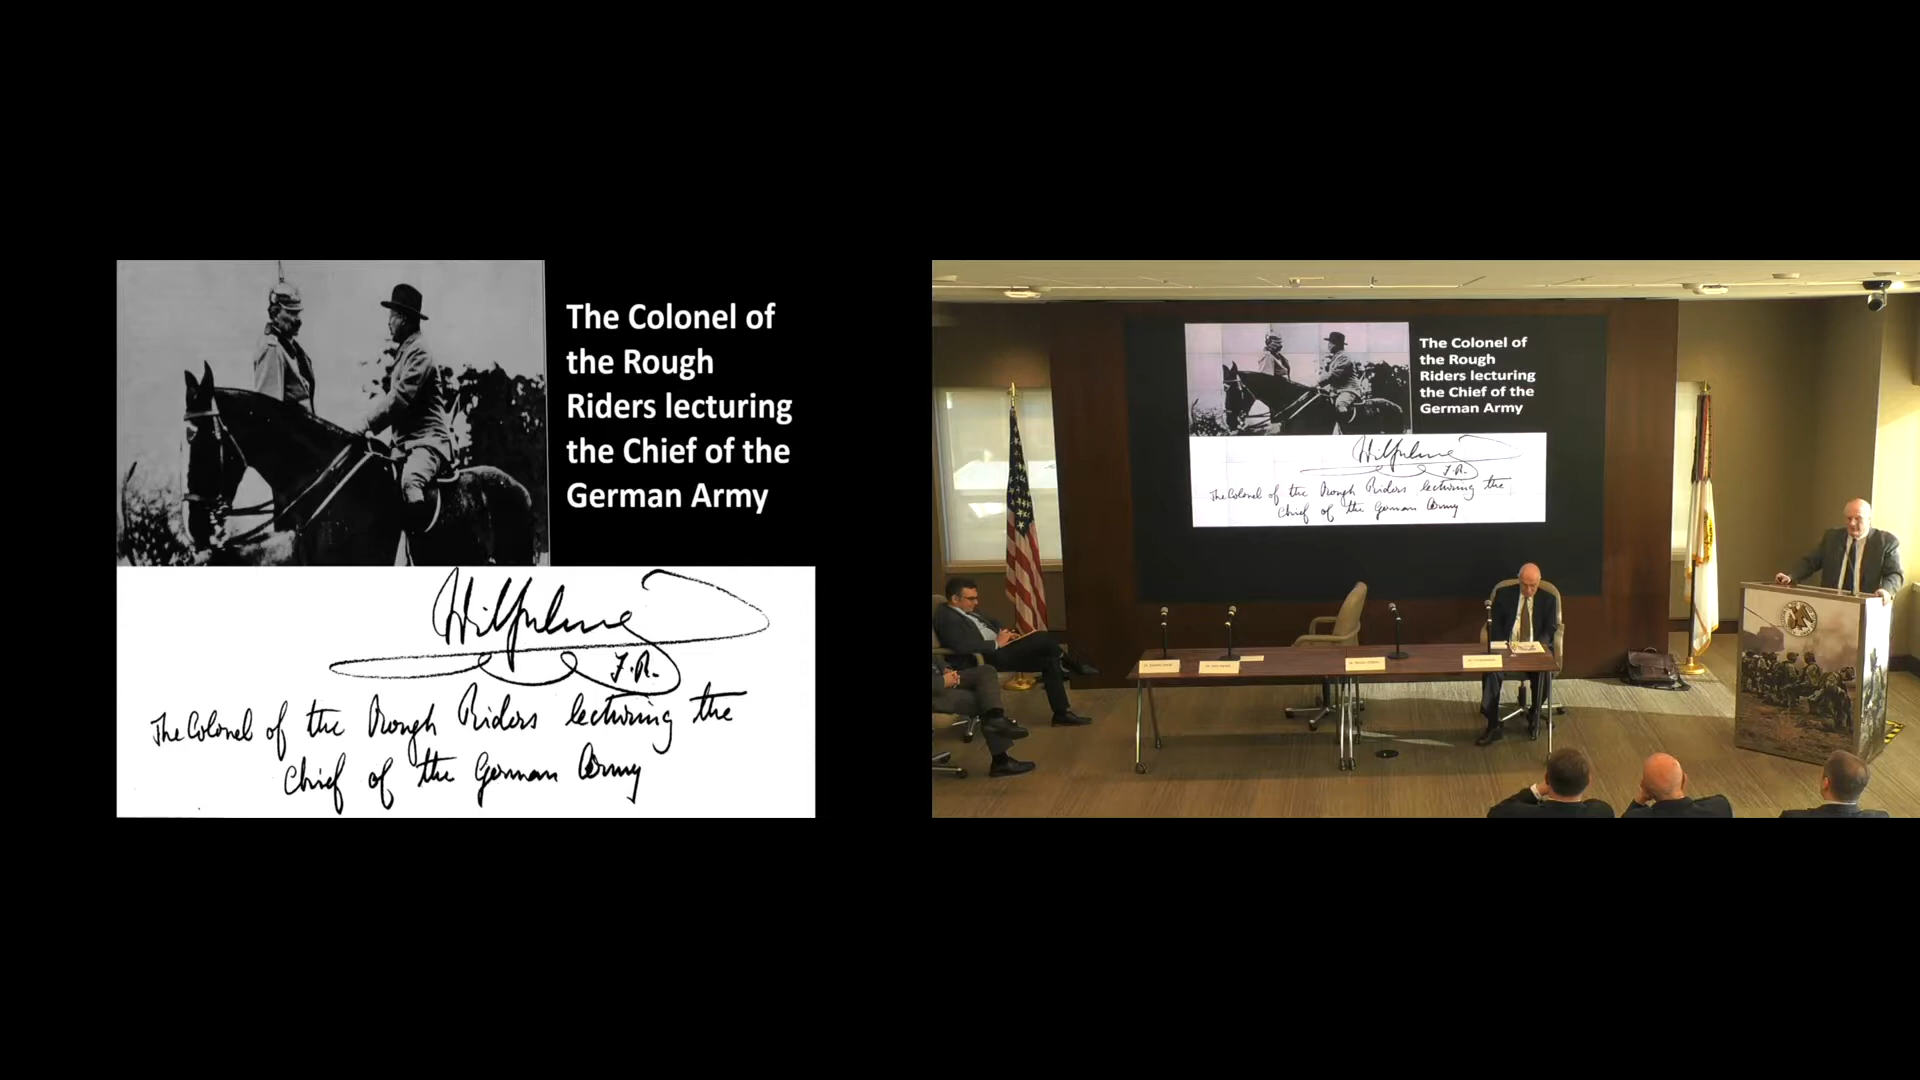 The Colonel of
the Rough
Riders lecturing
the Chief of the
German Army
J.R.
The Colonel of the Rough Riders lecturing the
Chief of the German Army
The Colonel of
the Rough
Riders lecturing
the Chief of the
German Army
J.R.
The Colonel of the Rough Riders lecturing the
Chief of the German Army